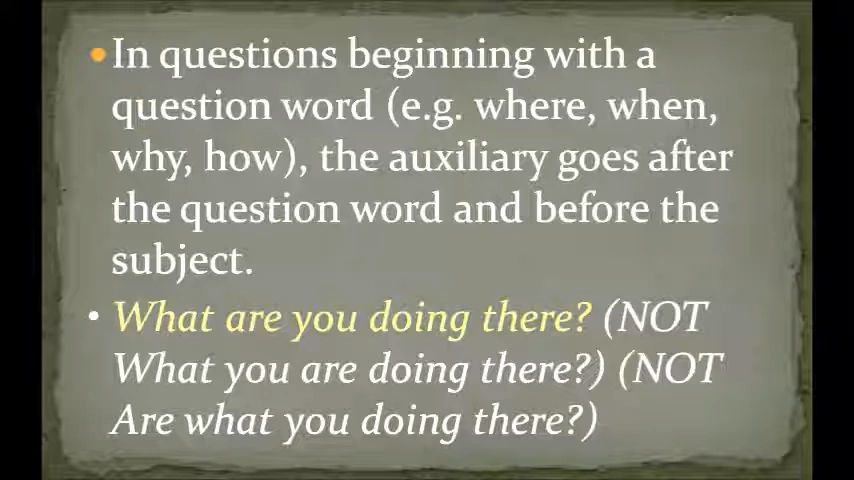 • In questions beginning with a
question word (e.g. where, when,
why, how), the auxiliary goes after
the question word and before the
subject.
• What are you doing there? (NOT
What you are doing there?) (NOT
Are what you doing there?)